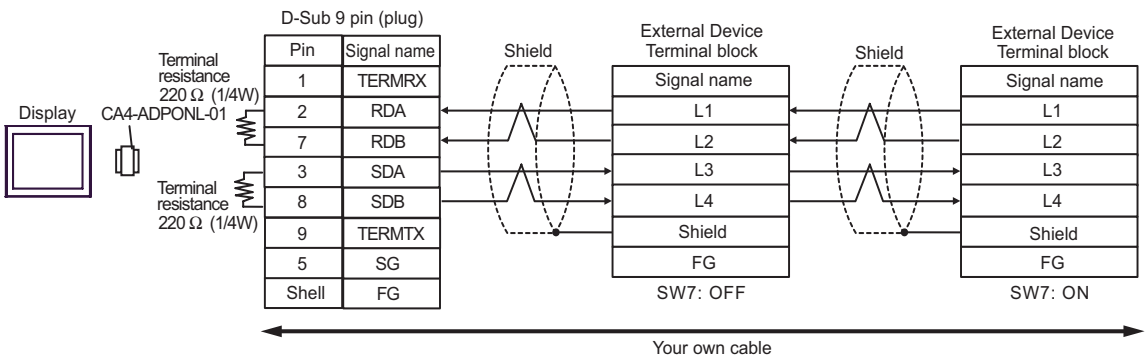 D-Sub 9 pin (plug)
External Device
Terminal block
External Device
Terminal block
Pin Signal name
Shield
Signal name
Shield
Signal name
Terminal
resistance
220 Ω (1/4W)
1 TERMRX
Display
CA4-ADPONL-01
2 RDA
L1
L1
7 RDB
L2
L2
3 SDA
L3
L3
Terminal
resistance
220 Ω (1/4W)
8 SDB
L4
L4
9 TERMTX
Shield
Shield
5 SG
FG
FG
Shell FG
SW7: OFF
SW7: ON
Your own cable